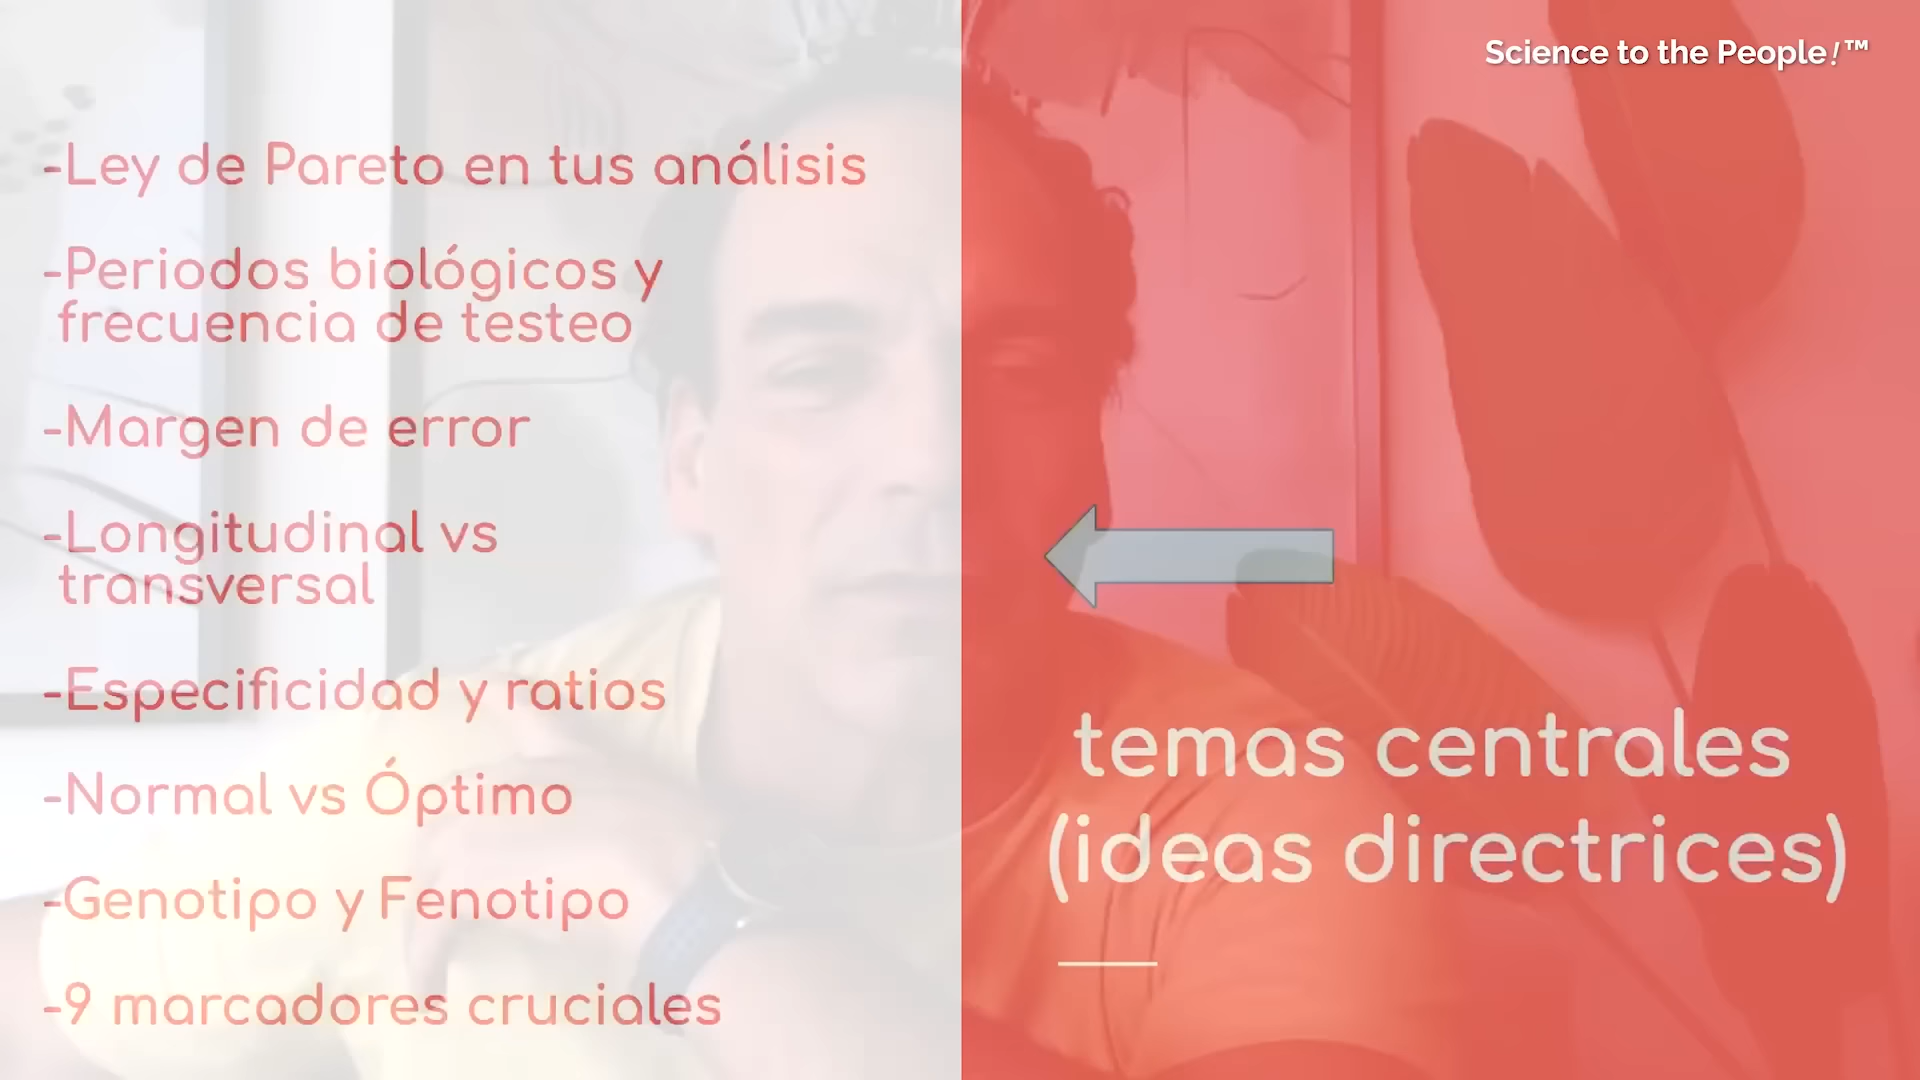 Science to the People!™
-Ley de Pareto en tus análisis
-Periodos biológicos y
frecuencia de testeo
-Margen de error
-Longitudinal vs
transversal
-Especificidad y ratios
-Normal vs Óptimo
-Genotipo y Fenotipo
-9 marcadores cruciales
temas centrales
(ideas directrices)